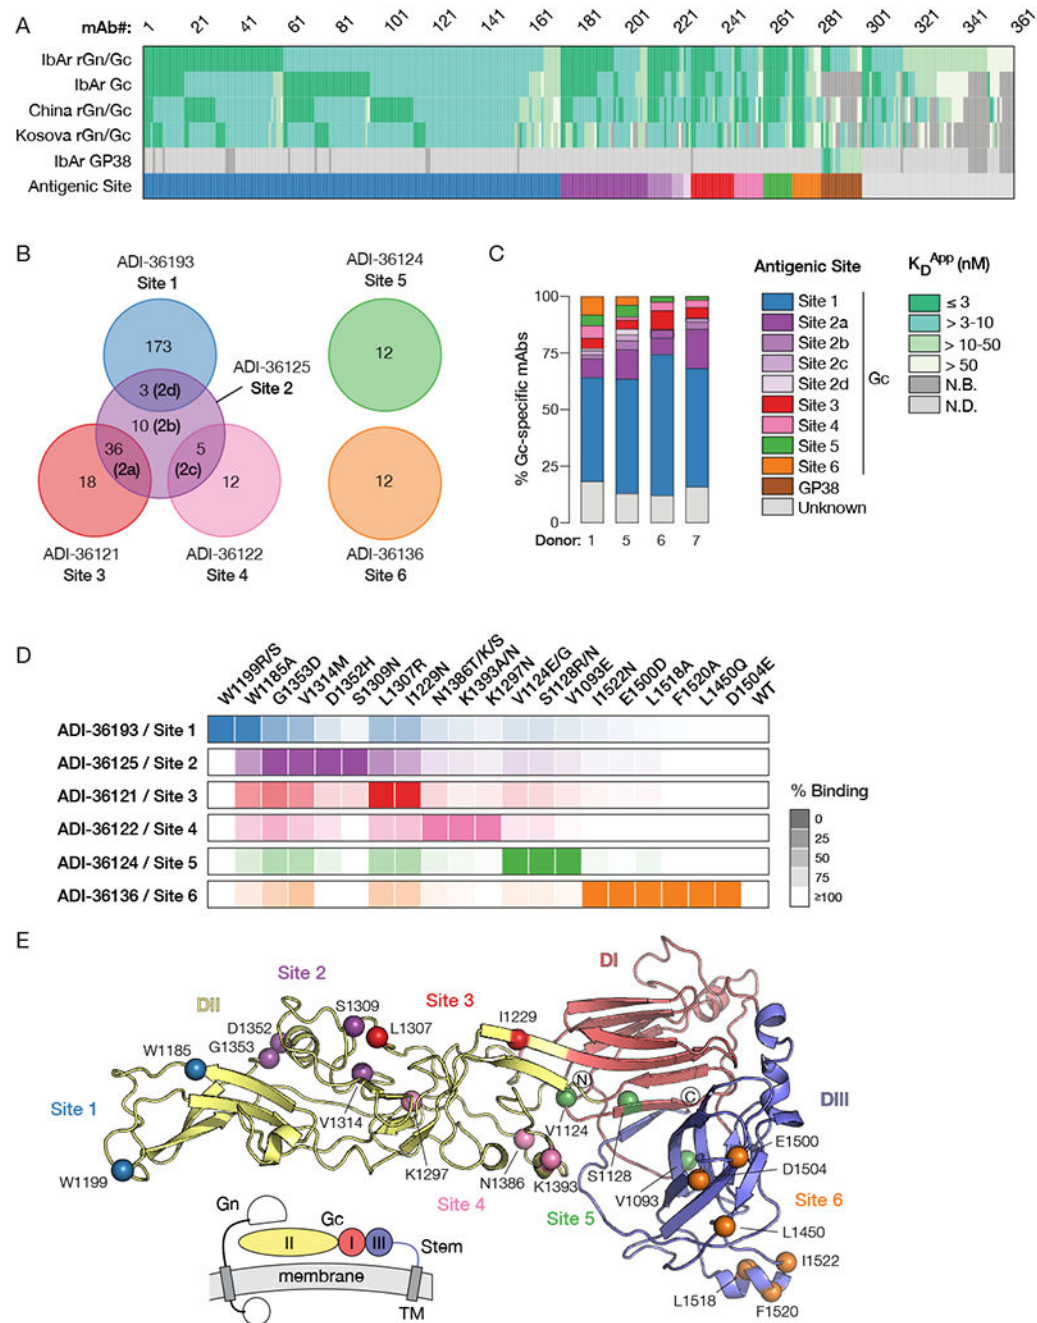 A
mAb#: 1 21 41 61 81 101 121 141 161 181 201 221 241 261 281 301 321 341 361
IbAr rGn/Gc
IbAr Gc
China rGn/Gc
Kosova rGn/Gc
IbAr GP38
Antigenic Site
B
ADI-36193
Site 1
173
ADI-36125
Site 2
3 (2d)
10 (2b)
36
(2a)
5
(2c)
18
12
ADI-36121
Site 3
ADI-36122
Site 4
ADI-36124
Site 5
12
12
ADI-36136
Site 6
C
% Gc-specific mAbs
100
75
50
25
0
Donor: 1 5 6 7
Antigenic Site
Site 1
Site 2a
Site 2b
Site 2c
Site 2d
Site 3
Site 4
Site 5
Site 6
GP38
Unknown
Gc
KD^App (nM)
≤ 3
> 3-10
> 10-50
> 50
N.B.
N.D.
D
W1199R/S
W1185A
G1353D
V1314M
D1352H
S1309N
L1307R
I1229N
N1386T/K/S
K1393A/N
K1297N
V1124E/G
S1128R/N
V1093E
I1522N
E1500D
L1518A
F1520A
L1450Q
D1504E
WT
ADI-36193 / Site 1
ADI-36125 / Site 2
ADI-36121 / Site 3
ADI-36122 / Site 4
ADI-36124 / Site 5
ADI-36136 / Site 6
% Binding
0
25
50
75
≥100
E
Site 2
DII
S1309
Site 3
L1307
I1229
DI
D1352
G1353
W1185
Site 1
W1199
V1314
K1297
Site 4
N1386
K1393
N
V1124
C
S1128
V1093
Site 5
DIII
E1500
D1504
Site 6
L1450
I1522
L1518
F1520
Gn
Gc
II
I
III
Stem
membrane
TM